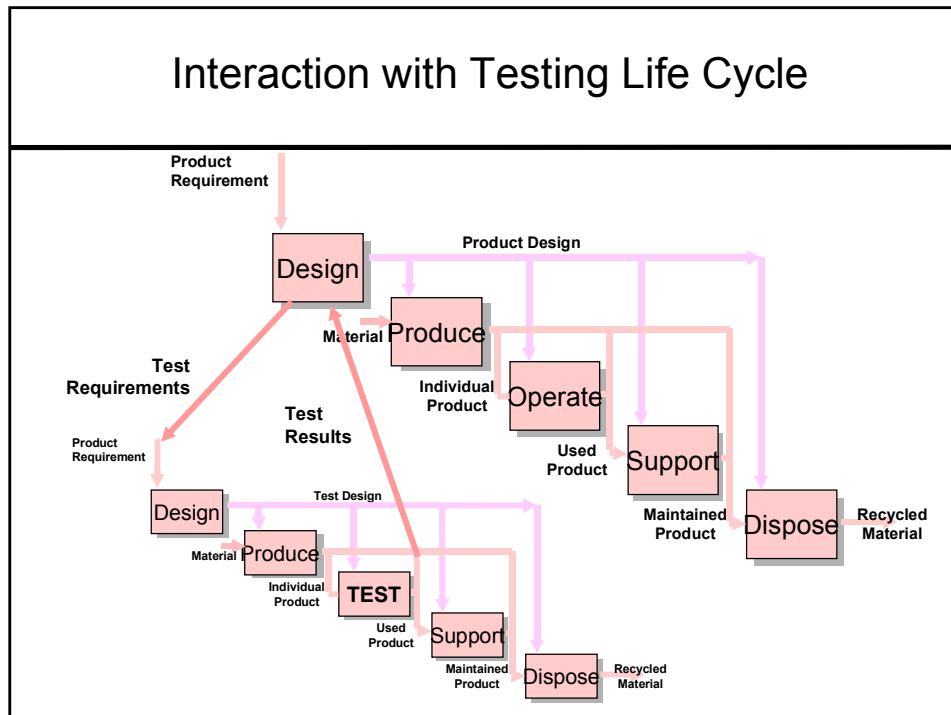 Interaction with Testing Life Cycle
Product
Requirement
Design
Product Design
Material
Produce
Test
Requirements
Individual
Product
Operate
Test
Results
Product
Requirement
Used
Product
Support
Design
Test Design
Maintained
Product
Dispose
Recycled
Material
Material
Produce
Individual
Product
TEST
Used
Product
Support
Maintained
Product
Dispose
Recycled
Material